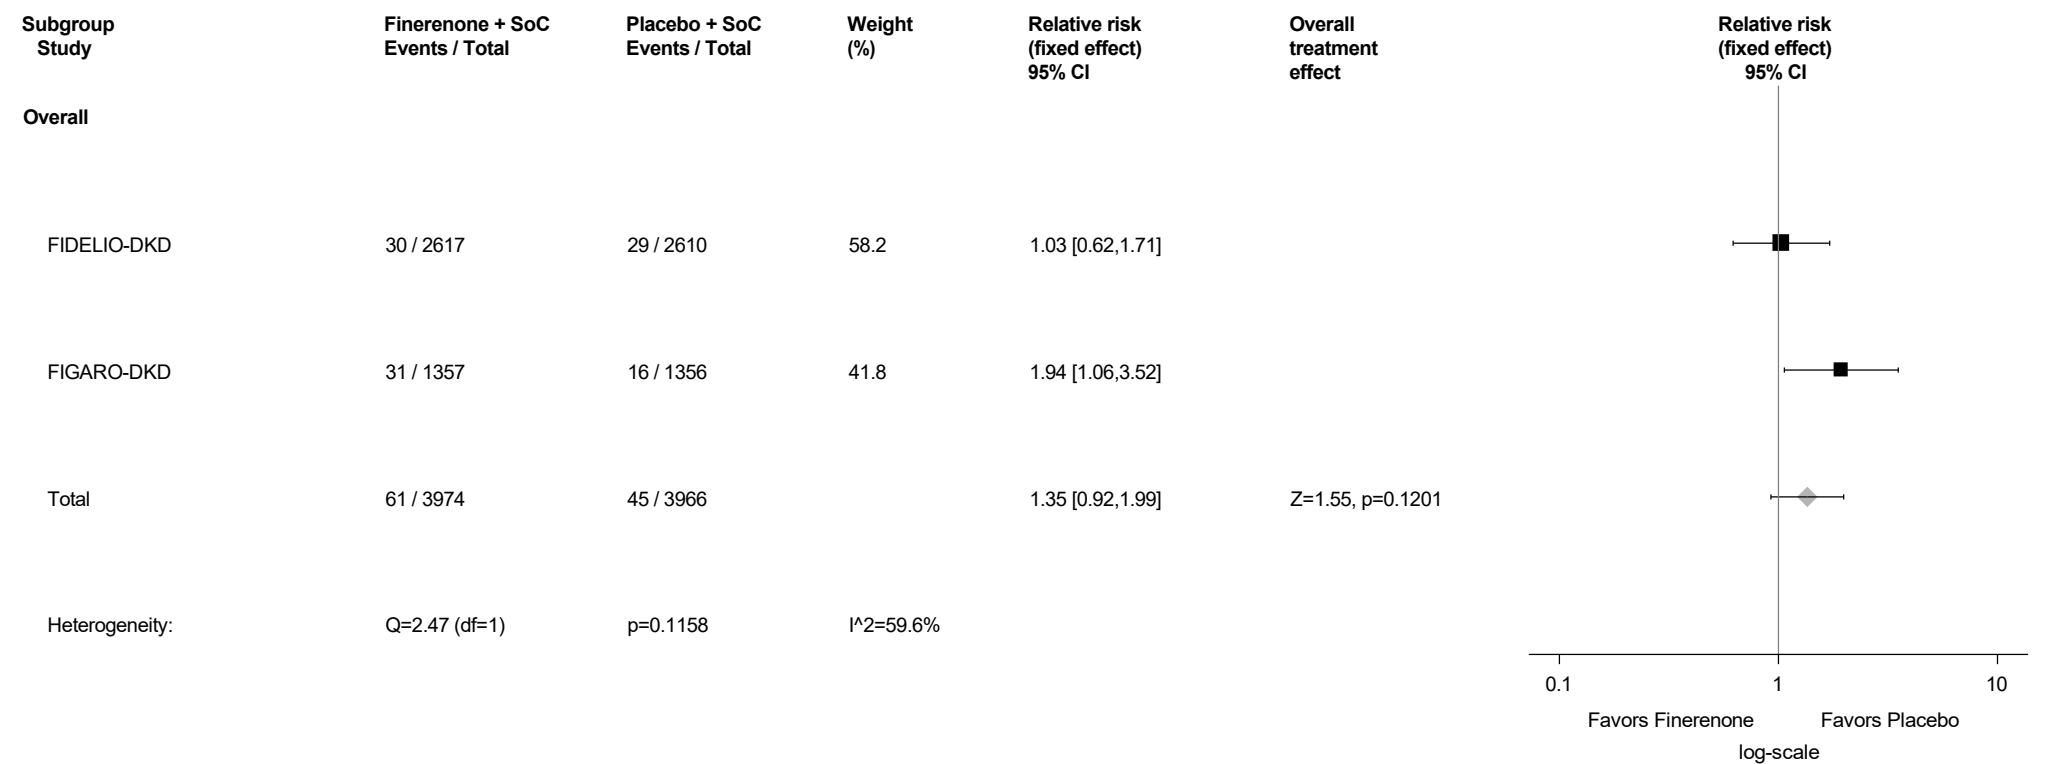 Subgroup Finerenone + SoC Placebo + SoC Weight Relative risk Overall Relative risk
Study Events / Total Events / Total (%) (fixed effect) treatment (fixed effect)
95% CI effect 95% CI
Overall
FIDELIO-DKD 30 / 2617 29 / 2610 58.2 1.03 [0.62,1.71]
FIGARO-DKD 31 / 1357 16 / 1356 41.8 1.94 [1.06,3.52]
Total 61 / 3974 45 / 3966 1.35 [0.92,1.99] Z=1.55, p=0.1201
Heterogeneity: Q=2.47 (df=1) p=0.1158 I^2=59.6%
0.1 1 10
Favors Finerenone Favors Placebo
log-scale